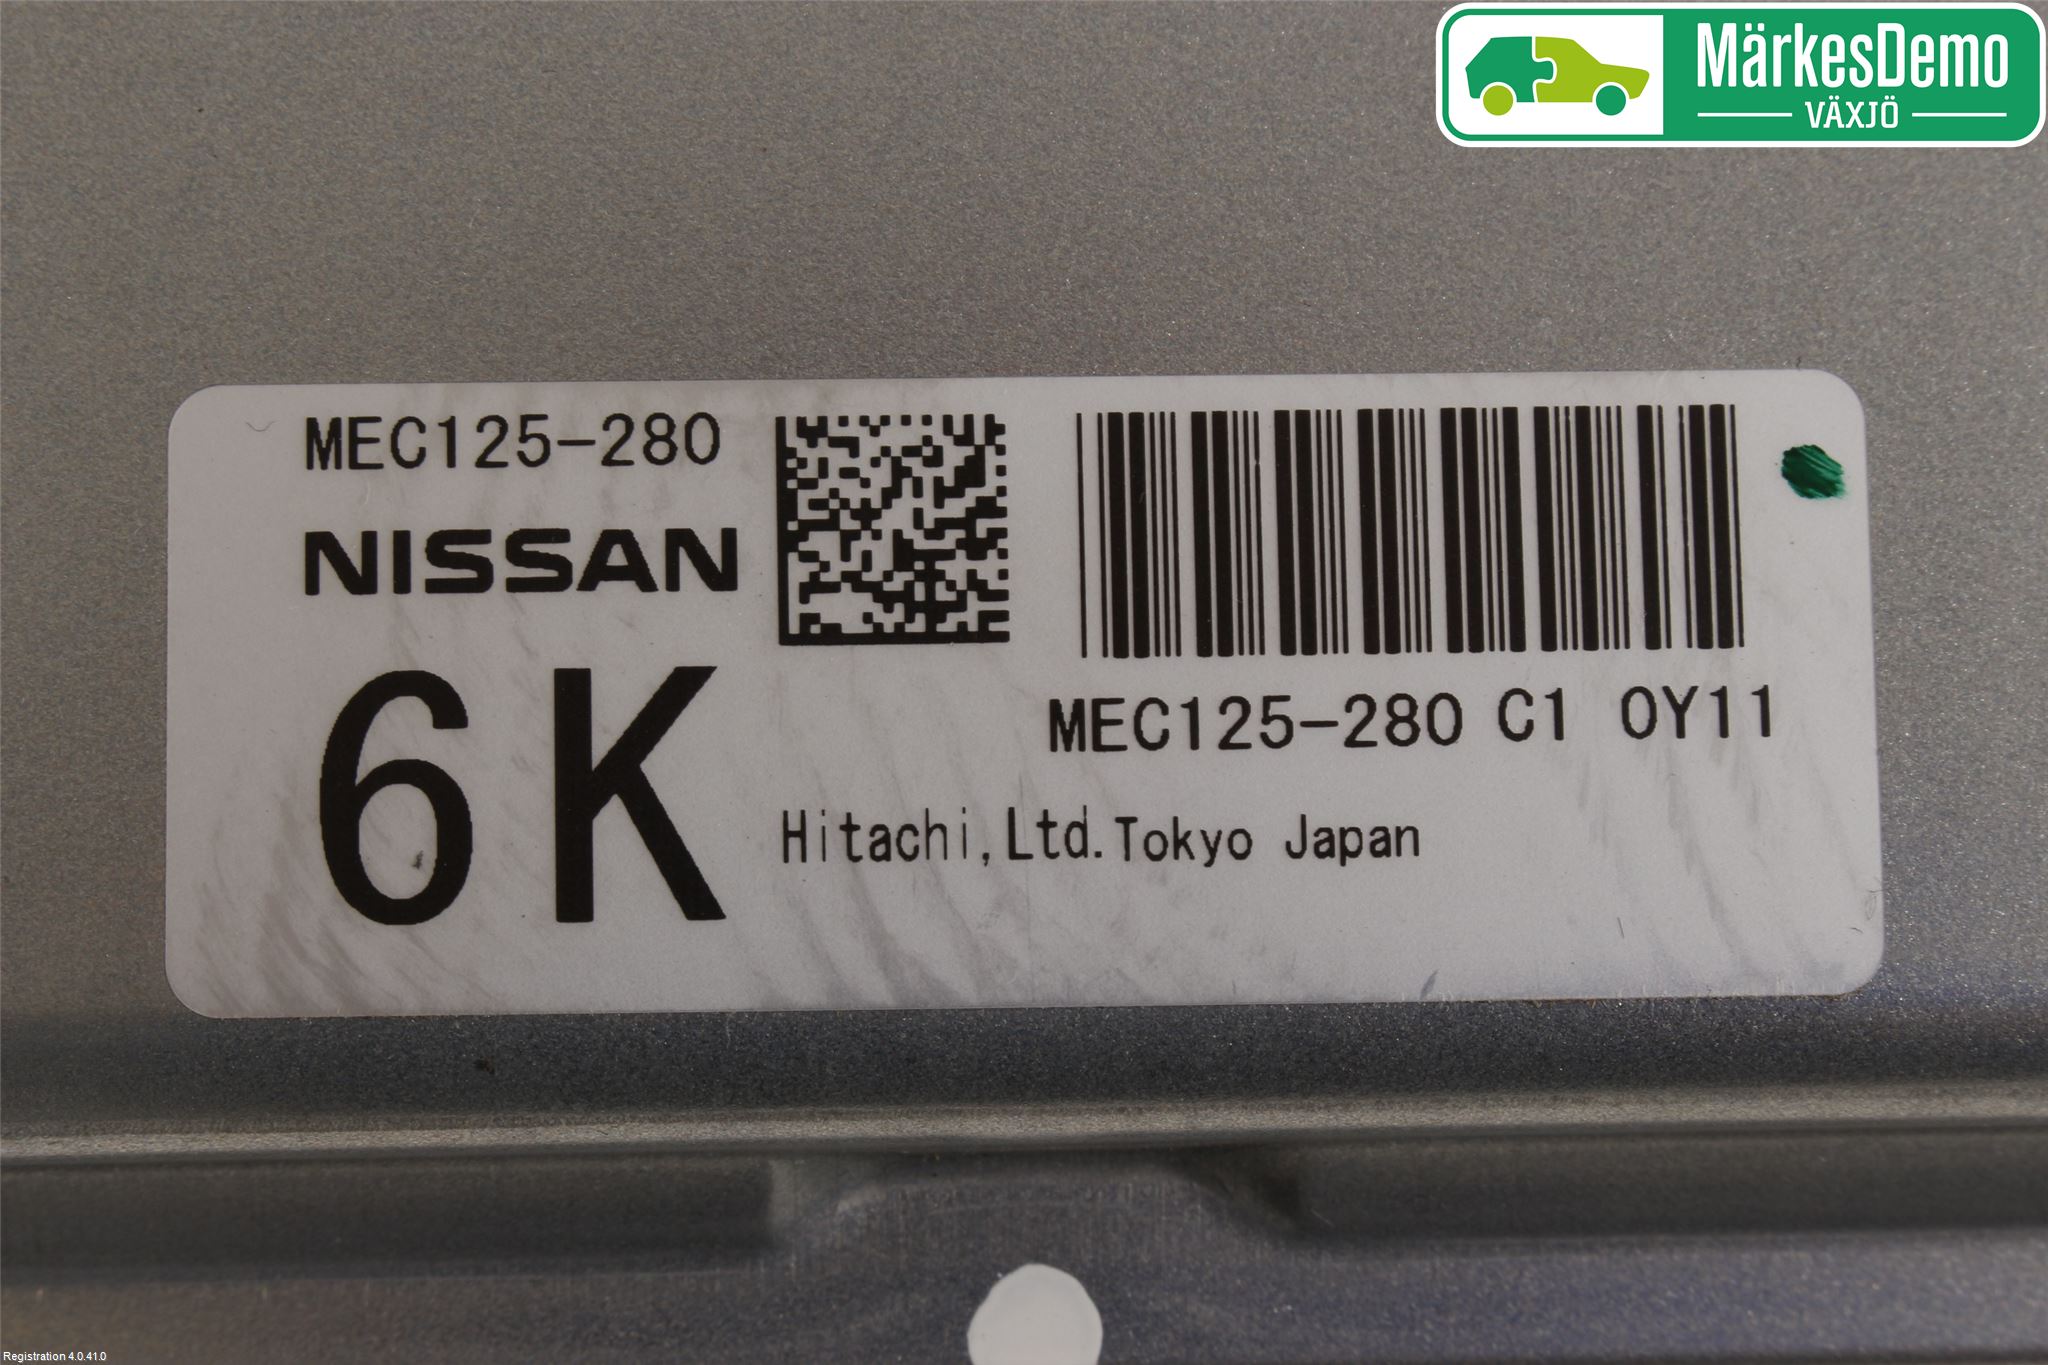 MärkesDemo
VÄXJÖ
MEC125-280
NISSAN
6K
MEC125-280 C1 0Y11
Hitachi, Ltd. Tokyo Japan
Registration 4.0.41.0